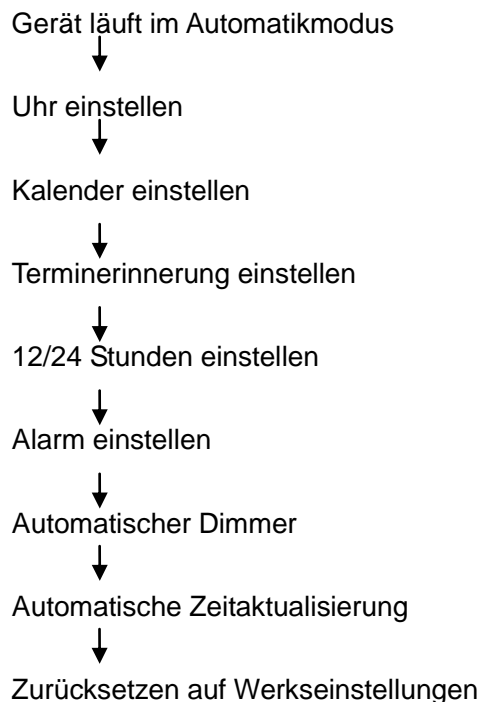 Gerät läuft im Automatikmodus
Uhr einstellen
Kalender einstellen
Terminerinnerung einstellen
12/24 Stunden einstellen
Alarm einstellen
Automatischer Dimmer
Automatische Zeitaktualisierung
Zurücksetzen auf Werkseinstellungen